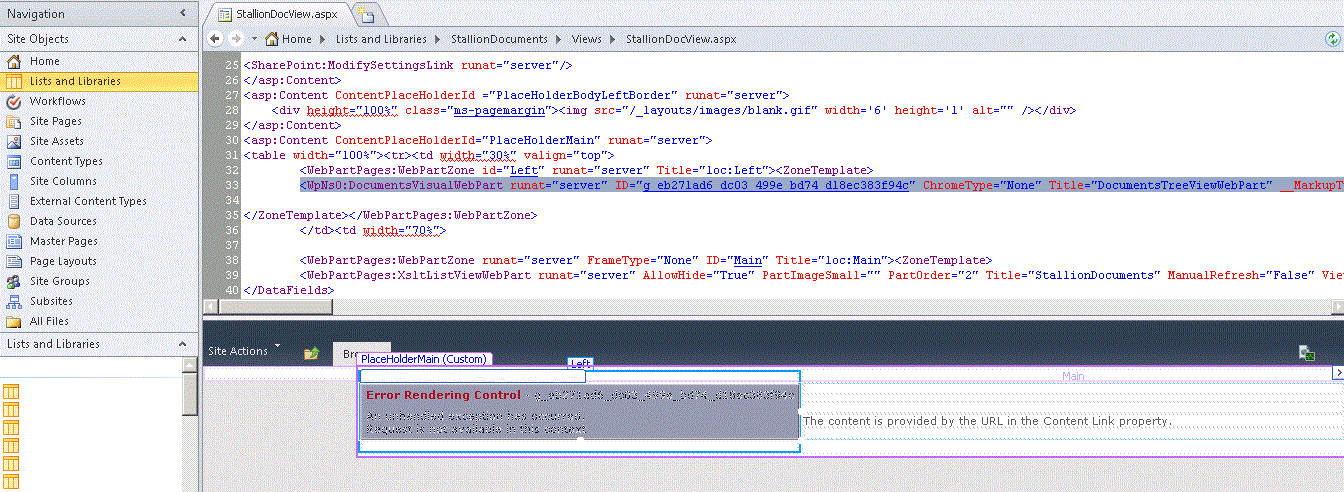 Navigation
Site Objects
Home
Lists and Libraries
Workflows
Site Pages
Site Assets
Content Types
Site Columns
External Content Types
Data Sources
Master Pages
Page Layouts
Site Groups
Subsites
All Files
Lists and Libraries
StallionDocView.aspx
Home Lists and Libraries StallionDocuments Views StallionDocView.aspx
25 <SharePoint:ModifySettingsLink runat="server"/>
26 </asp:Content>
27 <asp:Content ContentPlaceHolderId ="PlaceHolderBodyLeftBorder" runat="server">
28 <div height="100%" class="ms-pagemargin"><img src="/_layouts/images/blank.gif" width='6' height='1' alt="" /></div>
29 </asp:Content>
30 <asp:Content ContentPlaceHolderId="PlaceHolderMain" runat="server">
31 <table width="100%"><tr><td width="30%" valign="top">
32 <WebPartPages:WebPartZone id="Left" runat="server" Title="loc:Left"><ZoneTemplate>
33 <WpNs0:DocumentsVisualWebPart runat="server" ID="g_eb271ad6_dc03_499e_bd74_d18ec383f94c" ChromeType="None" Title="DocumentsTreeViewWebPart" __MarkupT
34
35 </ZoneTemplate></WebPartPages:WebPartZone>
36 </td><td width="70%">
37
38 <WebPartPages:WebPartZone runat="server" FrameType="None" ID="Main" Title="loc:Main"><ZoneTemplate>
39 <WebPartPages:XsltListViewWebPart runat="server" AllowHide="True" PartImageSmall="" PartOrder="2" Title="StallionDocuments" ManualRefresh="False" Vie
40 </DataFields>
Site Actions
PlaceHolderMain (Custom)
Left
Main
Error Rendering Control
The content is provided by the URL in the Content Link property.